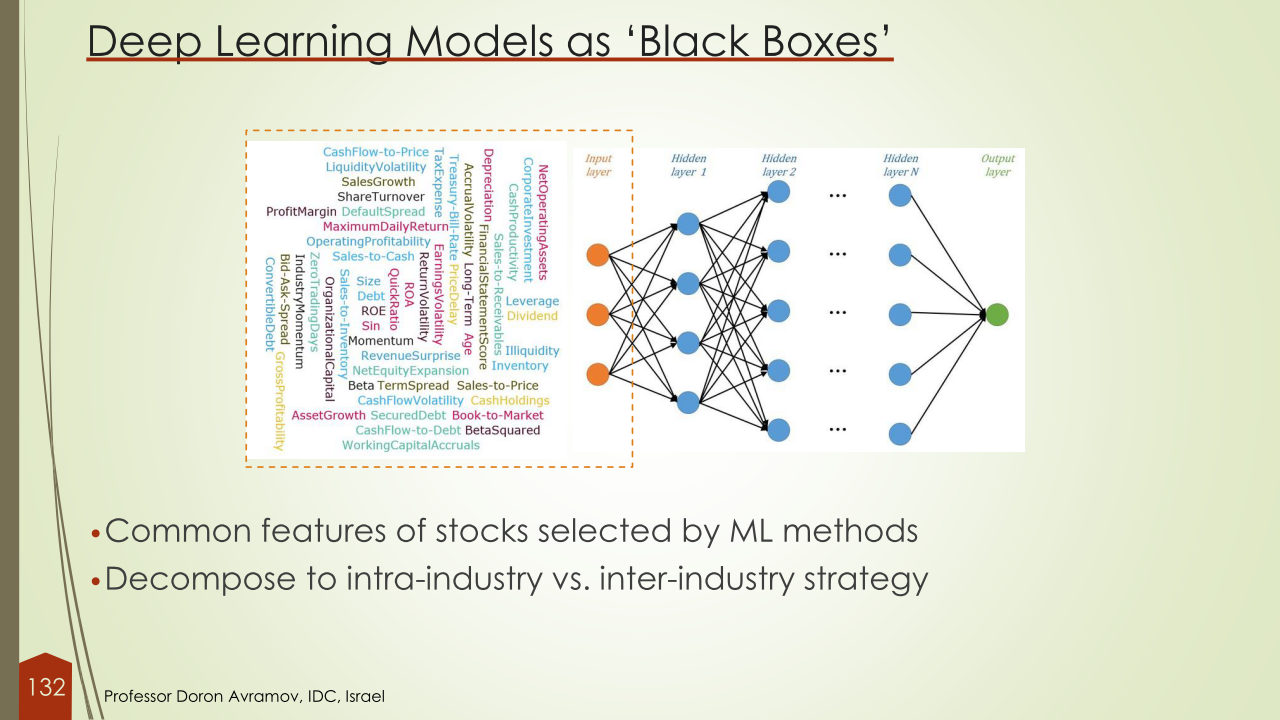 Deep Learning Models as ‘Black Boxes’
CashFlow-to-Price
LiquidityVolatility
SalesGrowth
ShareTurnover
ProfitMargin DefaultSpread
MaximumDailyReturn
OperatingProfitability
Sales-to-Cash
TaxExpense
Treasury-Bill-Rate
AccrualVolatility
Depreciation
FinancialStatementScore
Sales-to-Receivables
CashProductivity
CorporateInvestment
NetOperatingAssets
ConvertibleDebt
Bid-Ask-Spread
IndustryMomentum
ZeroTradingDays
OrganizationalCapital
Sales-to-Inventory
Size
Debt
ROE
Sin
QuickRatio
ROA
ReturnVolatility
EarningsVolatility
PriceDelay
Long-Term
Age
Leverage
Dividend
Momentum
RevenueSurprise
Illiquidity
NetEquityExpansion
Inventory
GrossProfitability
Beta TermSpread Sales-to-Price
CashFlowVolatility CashHoldings
AssetGrowth SecuredDebt Book-to-Market
CashFlow-to-Debt BetaSquared
WorkingCapitalAccruals
Input
layer
Hidden
layer 1
Hidden
layer 2
Hidden
layer N
Output
layer
...
...
...
...
...
•Common features of stocks selected by ML methods
•Decompose to intra-industry vs. inter-industry strategy
132
Professor Doron Avramov, IDC, Israel